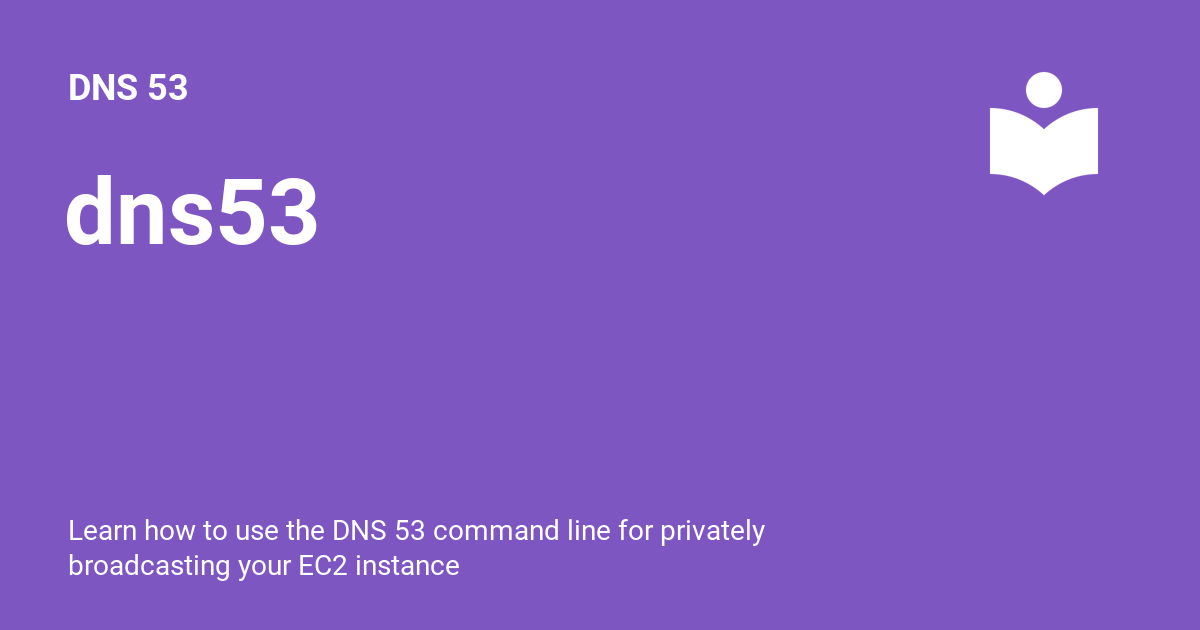 DNS 53
dns53
Learn how to use the DNS 53 command line for privately
broadcasting your EC2 instance